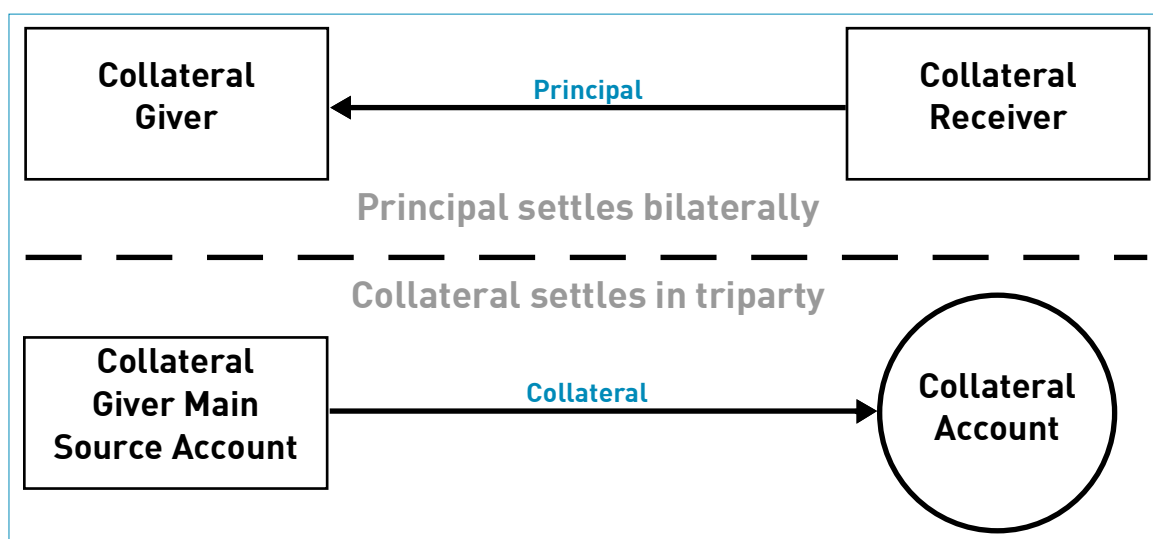 Collateral
Giver
Principal
Collateral
Receiver
Principal settles bilaterally
Collateral settles in triparty
Collateral
Giver Main
Source Account
Collateral
Collateral
Account